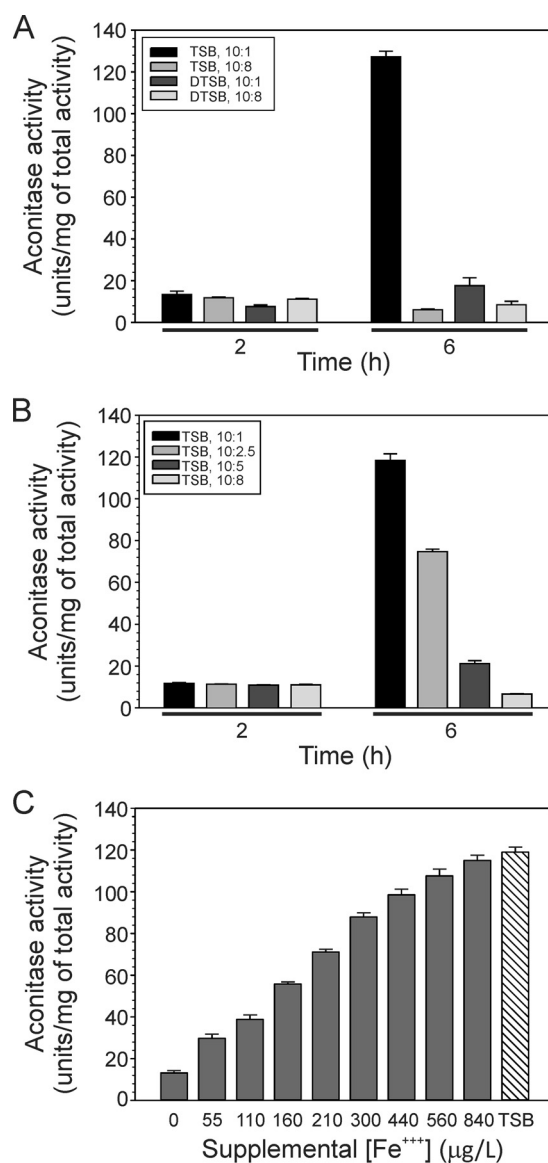 A
Aconitase activity
(units/mg of total activity)
140
120
100
80
60
40
20
0
TSB, 10:1
TSB, 10:8
DTSB, 10:1
DTSB, 10:8
2
6
Time (h)
B
Aconitase activity
(units/mg of total activity)
140
120
100
80
60
40
20
0
TSB, 10:1
TSB, 10:2.5
TSB, 10:5
TSB, 10:8
2
6
Time (h)
C
Aconitase activity
(units/mg of total activity)
140
120
100
80
60
40
20
0
0 55 110 160 210 300 440 560 840 TSB
Supplemental [Fe⁺⁺⁺] (μg/L)